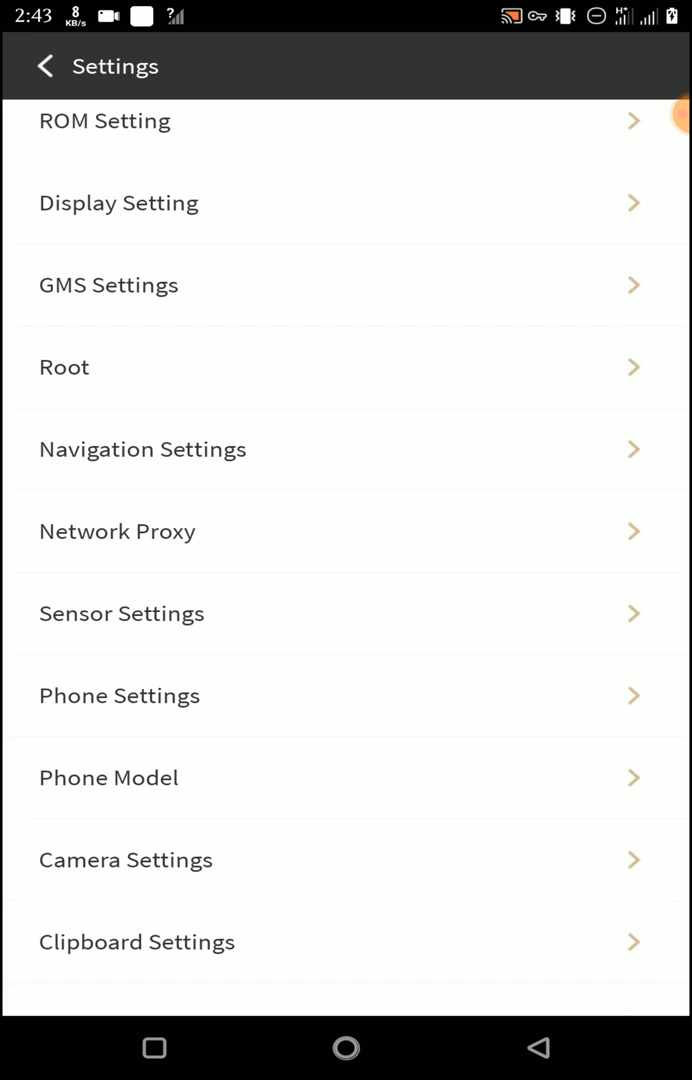 2:43 8 KB/s ? H+
Settings
ROM Setting
Display Setting
GMS Settings
Root
Navigation Settings
Network Proxy
Sensor Settings
Phone Settings
Phone Model
Camera Settings
Clipboard Settings